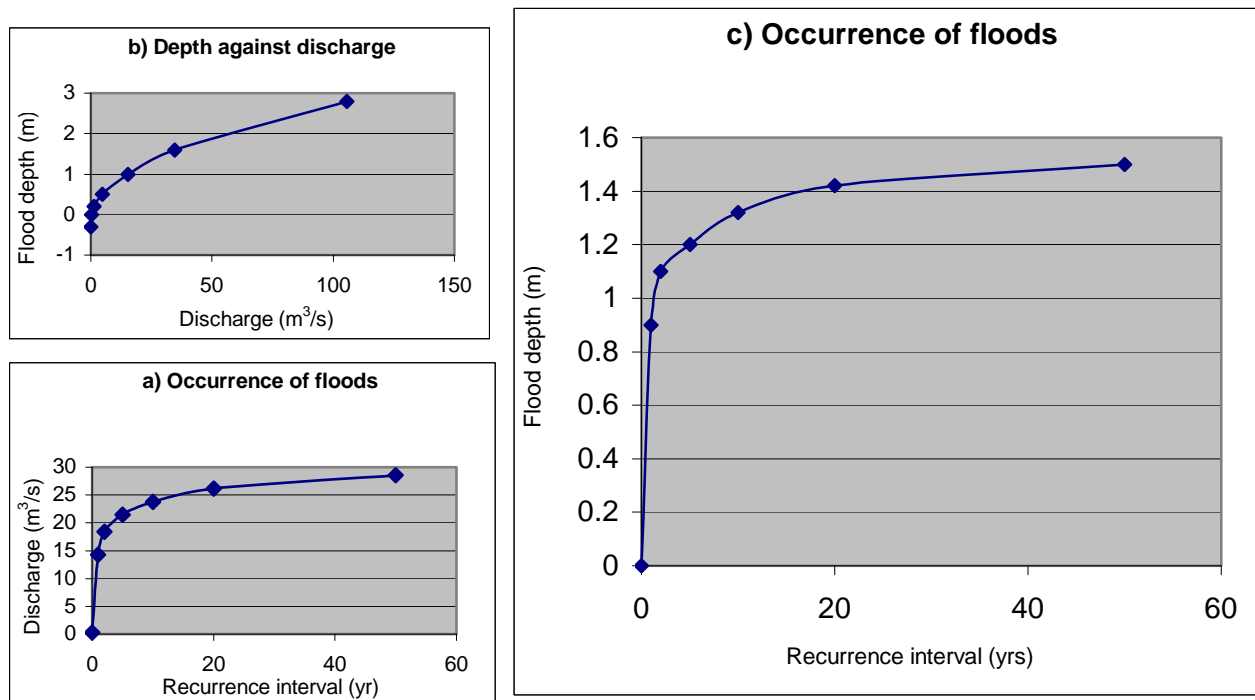 b) Depth against discharge
3
2
1
0
-1
Flood depth (m)
0 50 100 150
Discharge (m³/s)
a) Occurrence of floods
30
25
20
15
10
5
0
Discharge (m³/s)
0 20 40 60
Recurrence interval (yr)
c) Occurrence of floods
1.6
1.4
1.2
1
0.8
0.6
0.4
0.2
0
Flood depth (m)
0 20 40 60
Recurrence interval (yrs)